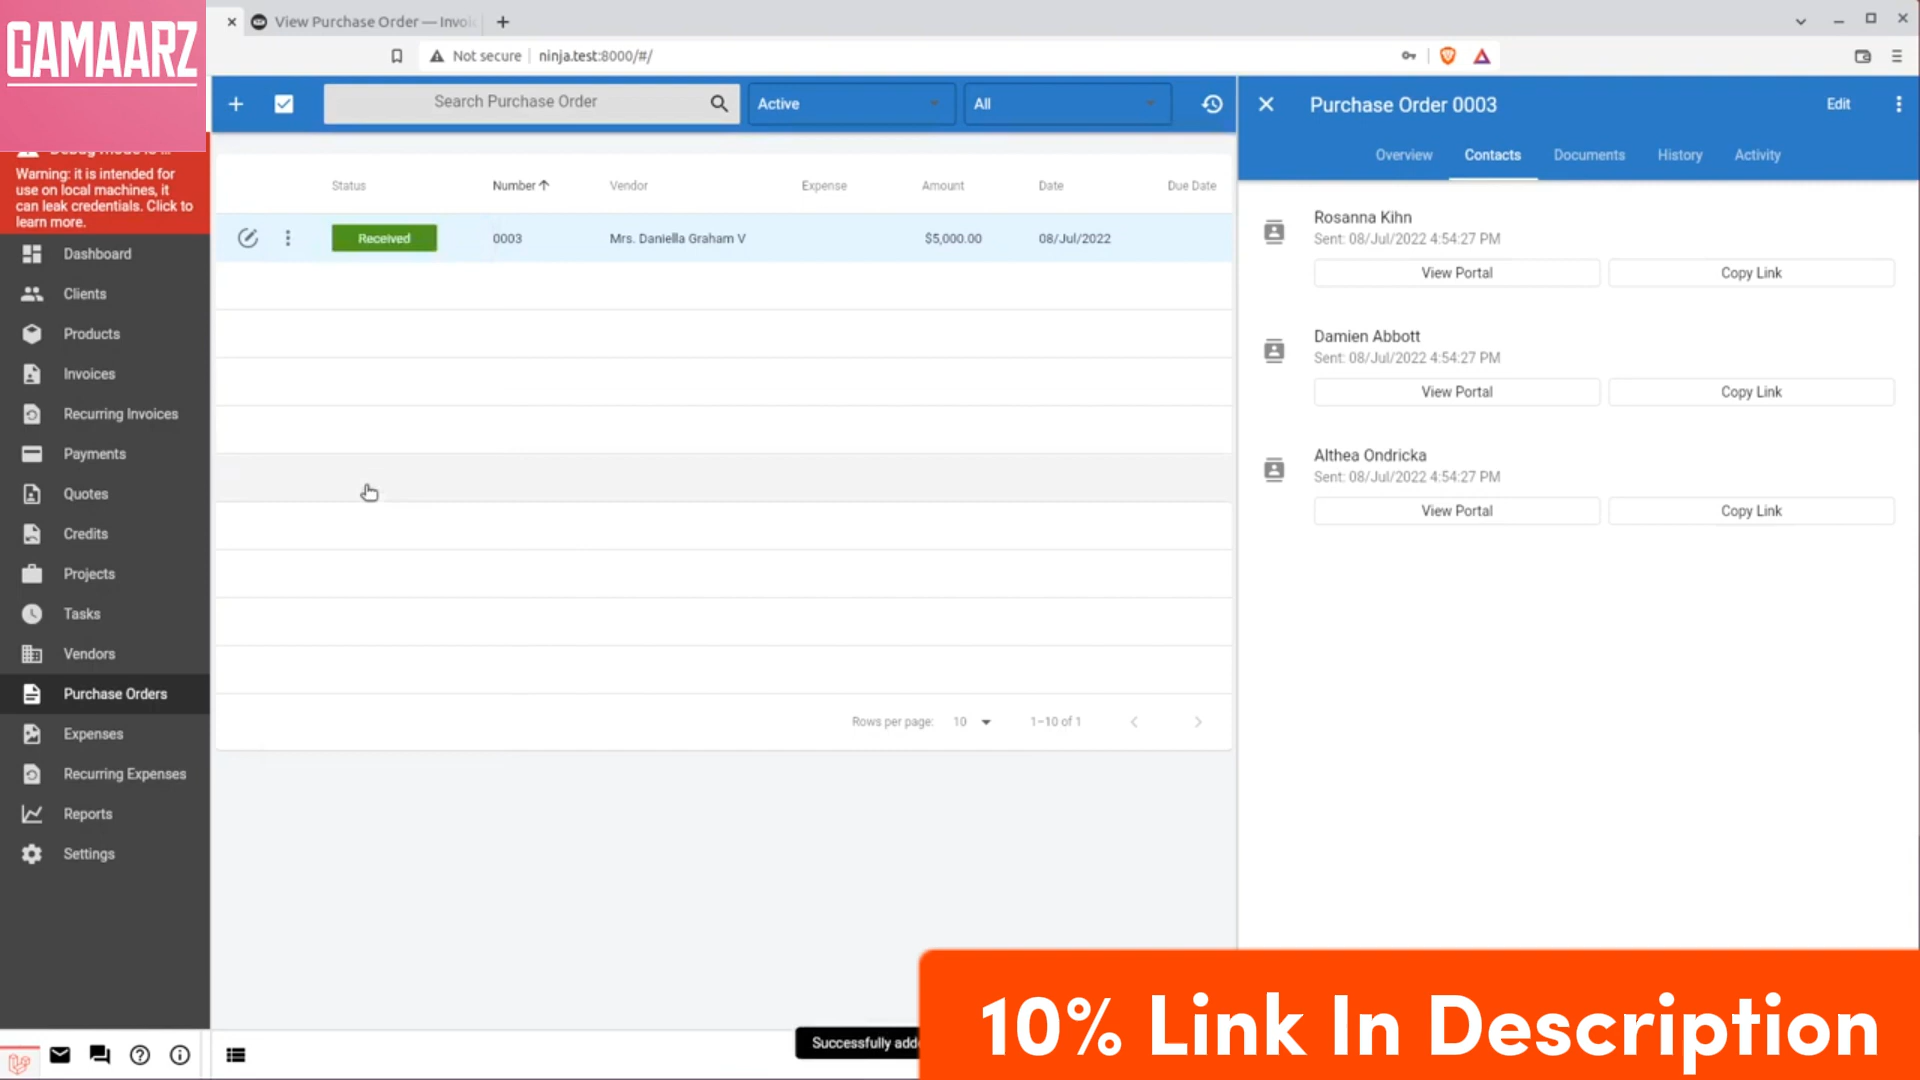 GAMAARZ
View Purchase Order — Invoi
Not secure
ninja.test:8000/#/
Search Purchase Order
Active
All
Purchase Order 0003
Edit
Overview
Contacts
Documents
History
Activity
Warning: it is intended for
use on local machines, it
can leak credentials. Click to
learn more.
Dashboard
Clients
Products
Invoices
Recurring Invoices
Payments
Quotes
Credits
Projects
Tasks
Vendors
Purchase Orders
Expenses
Recurring Expenses
Reports
Settings
Status
Number
Vendor
Expense
Amount
Date
Due Date
Received
0003
Mrs. Daniella Graham V
$5,000.00
08/Jul/2022
Rows per page:
10
1–10 of 1
Rosanna Kihn
Sent: 08/Jul/2022 4:54:27 PM
View Portal
Copy Link
Damien Abbott
Sent: 08/Jul/2022 4:54:27 PM
View Portal
Copy Link
Althea Ondricka
Sent: 08/Jul/2022 4:54:27 PM
View Portal
Copy Link
Successfully adde
10% Link In Description